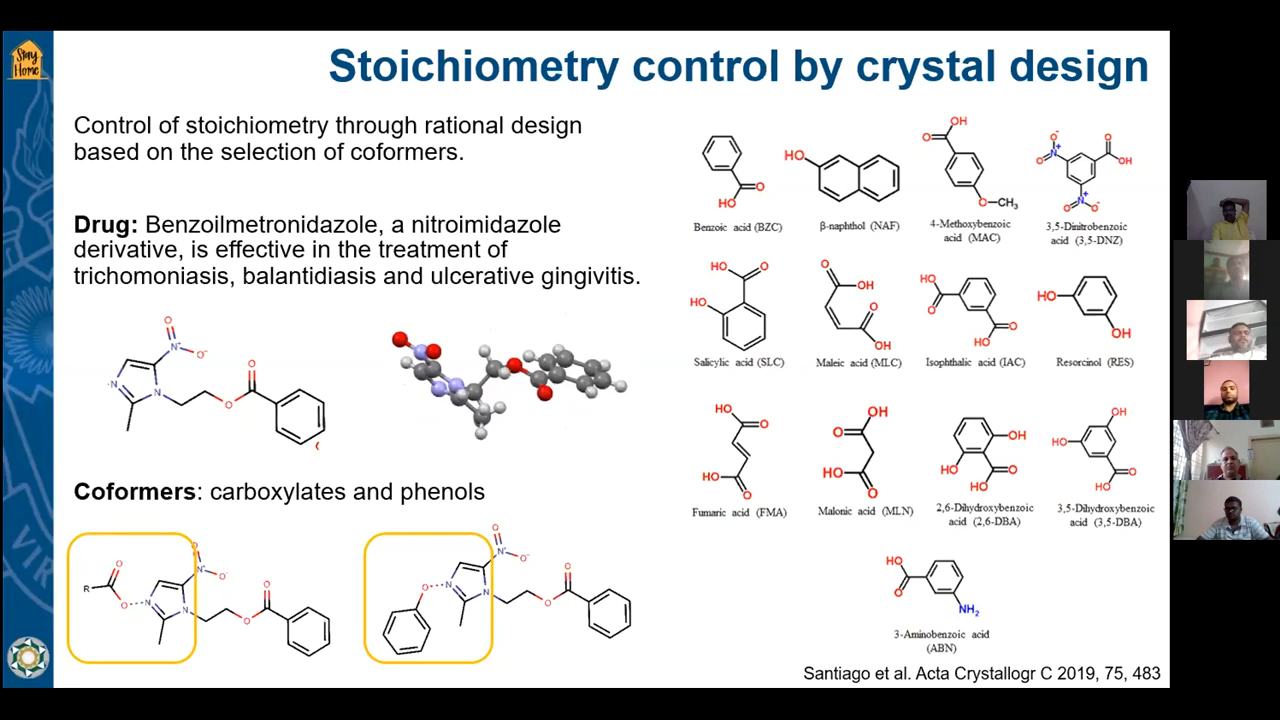 Stay
Home
Stoichiometry control by crystal design
Control of stoichiometry through rational design
based on the selection of coformers.
Drug: Benzoilmetronidazole, a nitroimidazole
derivative, is effective in the treatment of
trichomoniasis, balantidiasis and ulcerative gingivitis.
Coformers: carboxylates and phenols
Benzoic acid (BZC)
β-naphthol (NAF)
4-Methoxybenzoic
acid (MAC)
3,5-Dinitrobenzoic
acid (3,5-DNZ)
Salicylic acid (SLC)
Maleic acid (MLC)
Isophthalic acid (IAC)
Resorcinol (RES)
Fumaric acid (FMA)
Malonic acid (MLN)
2,6-Dihydroxybenzoic
acid (2,6-DBA)
3,5-Dihydroxybenzoic
acid (3,5-DBA)
3-Aminobenzoic acid
(ABN)
Santiago et al. Acta Crystallogr C 2019, 75, 483